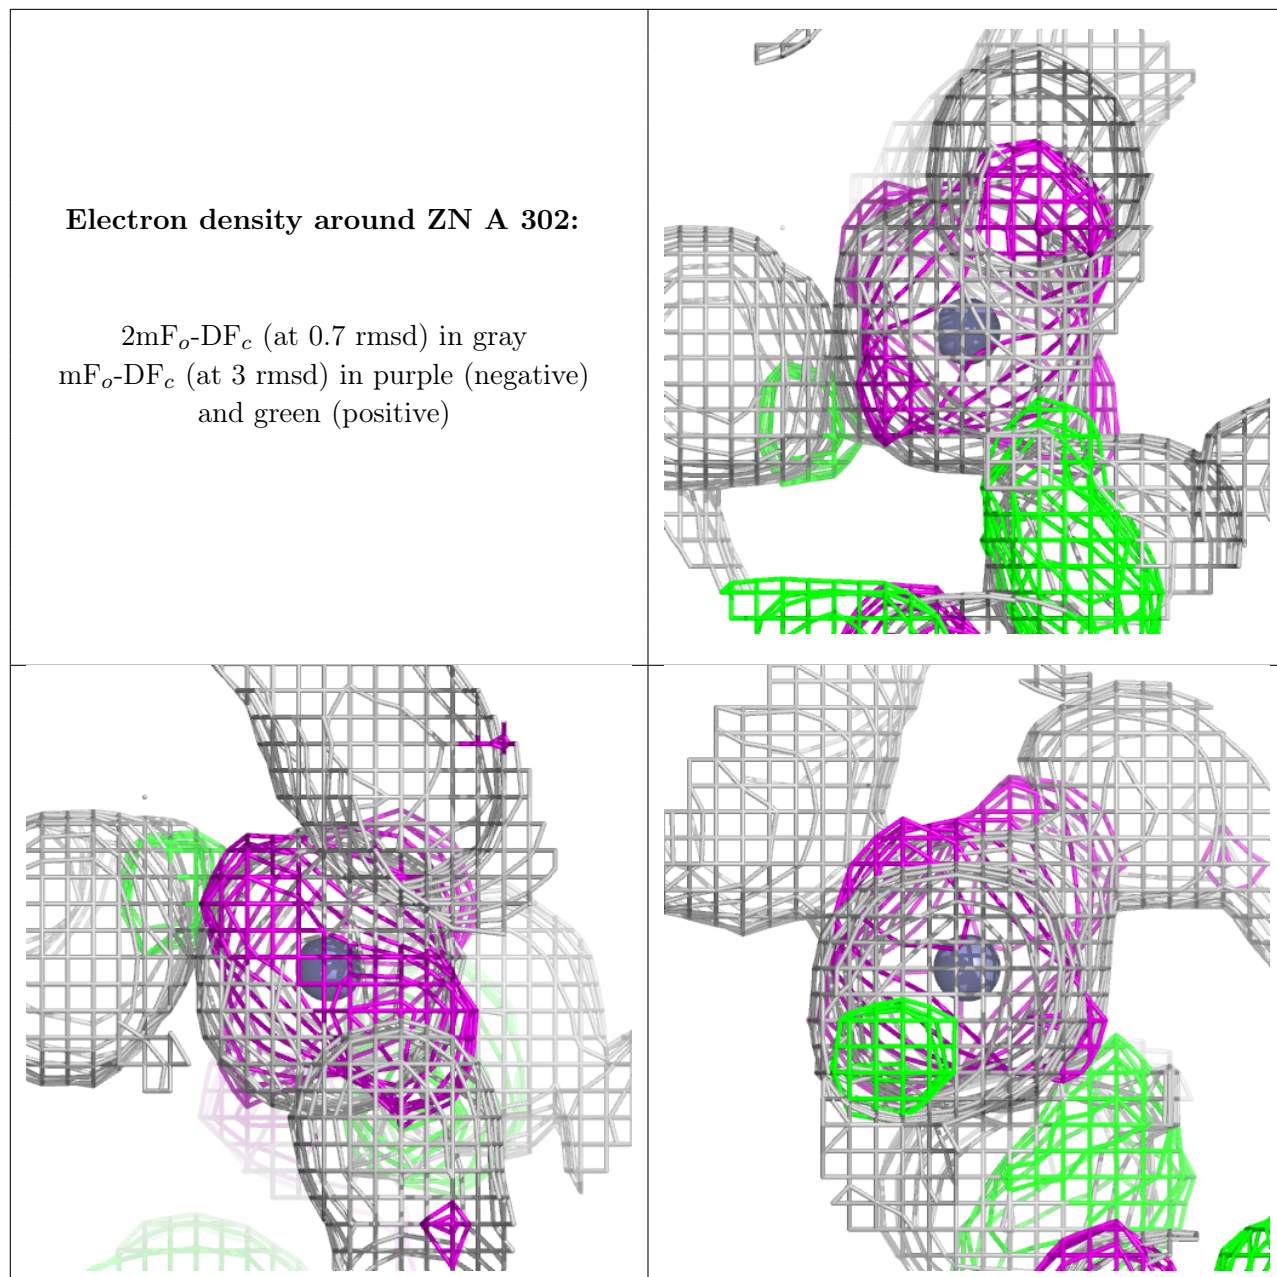 Electron density around ZN A 302:
2mFo-DFc (at 0.7 rmsd) in gray
mFo-DFc (at 3 rmsd) in purple (negative)
and green (positive)